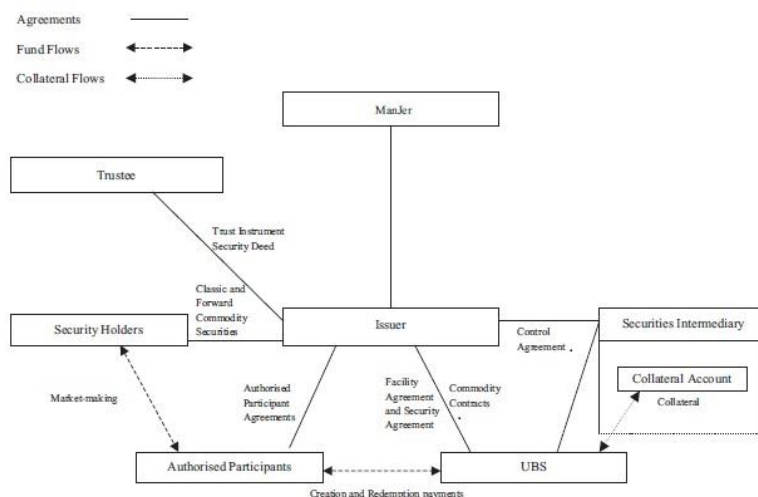 Agreements
Fund Flows
Collateral Flows
ManJer
Trustee
Trust Instrument
Security Deed
Classic and
Forward
Commodity
Securities
Security Holders
Issuer
Control
Agreement
Securities Intermediary
Collateral Account
Collateral
Market-making
Authorised
Participant
Agreements
Facility
Agreement
and Security
Agreement
Commodity
Contracts
Authorised Participants
UBS
Creation and Redemption payments